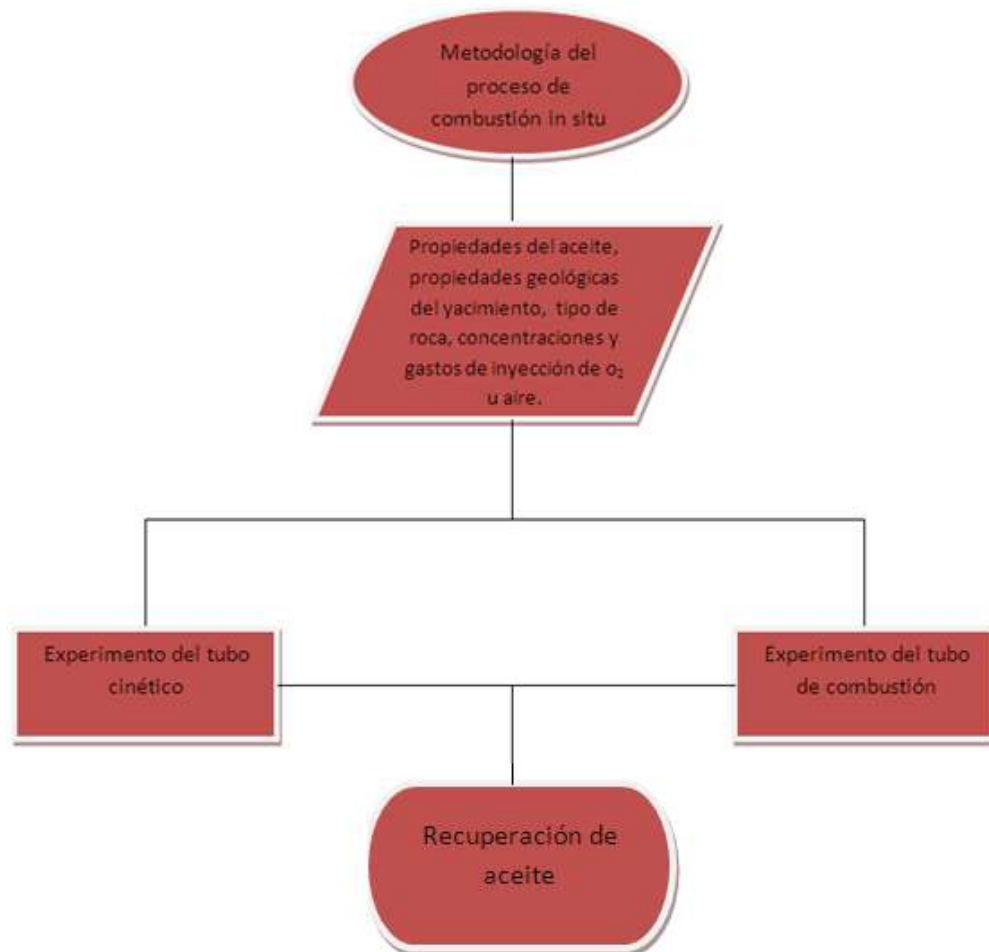 Metodología del
proceso de
combustión in situ
Propiedades del aceite,
propiedades geológicas
del yacimiento, tipo de
roca, concentraciones y
gastos de inyección de o₂
u aire.
Experimento del tubo
cinético
Experimento del tubo
de combustión
Recuperación de
aceite